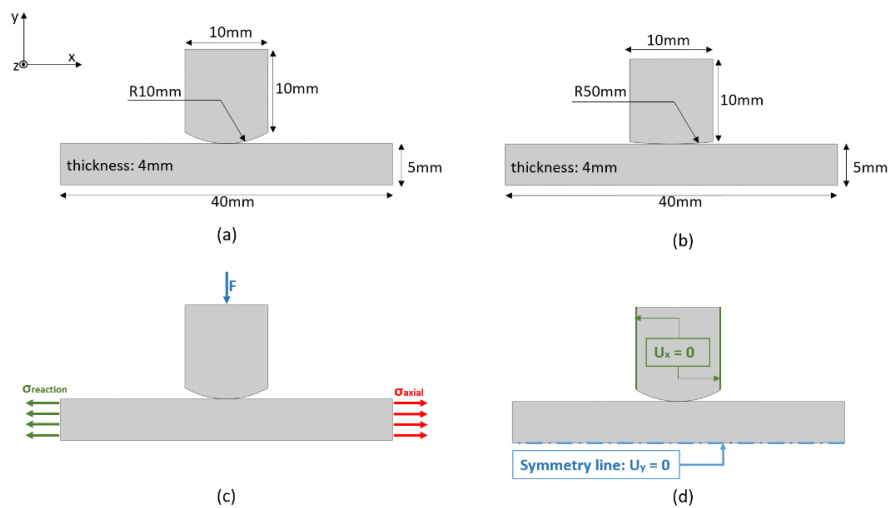 y
z
x
10mm
R10mm
10mm
thickness: 4mm
5mm
40mm
(a)
10mm
R50mm
10mm
thickness: 4mm
5mm
40mm
(b)
F
σreaction
σaxial
(c)
Ux = 0
Symmetry line: Uy = 0
(d)